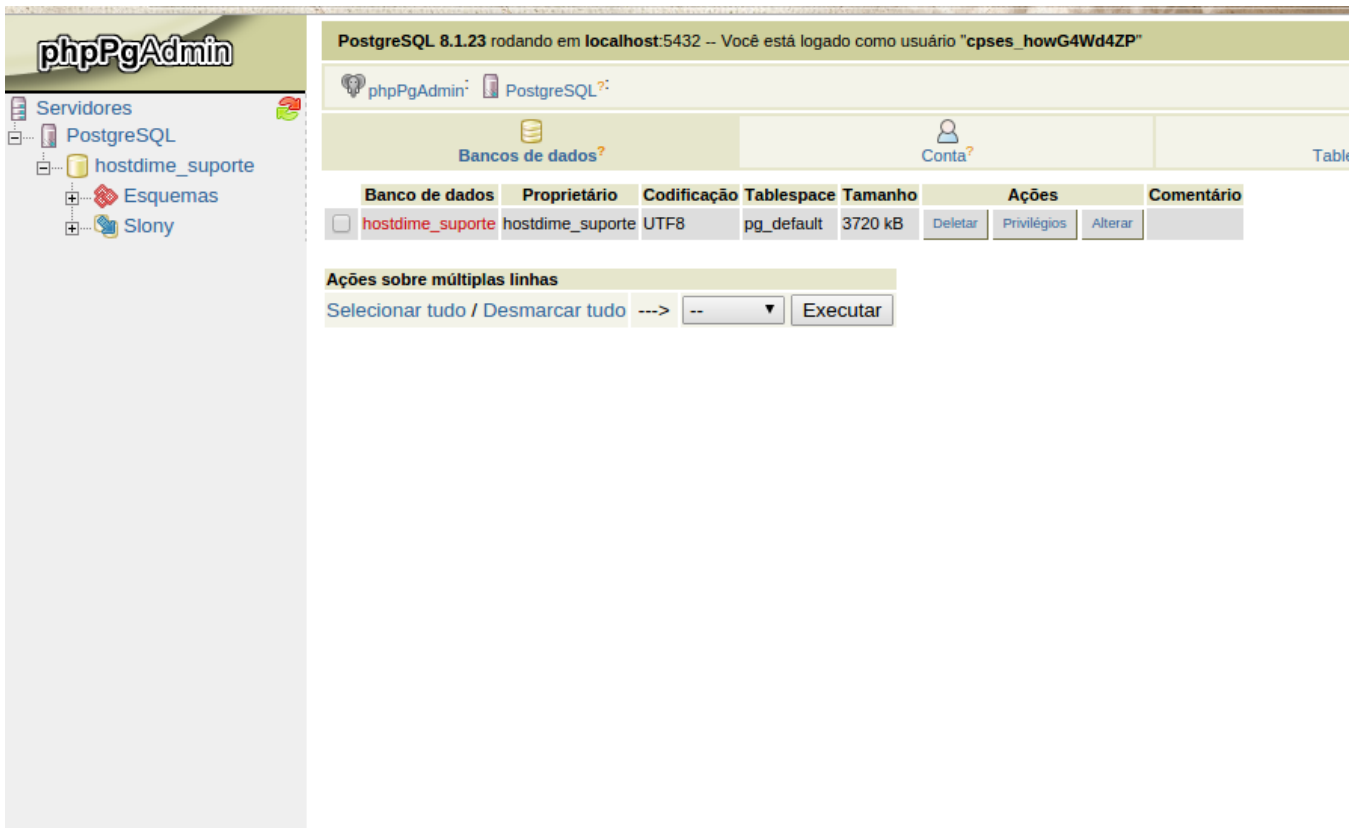 phpPgAdmin
Servidores
PostgreSQL
hostdime_suporte
Esquemas
Slony
PostgreSQL 8.1.23 rodando em localhost:5432 -- Você está logado como usuário "cpses_howG4Wd4ZP"
phpPgAdmin: PostgreSQL?:
Bancos de dados? Conta? Table
Banco de dados Proprietário Codificação Tablespace Tamanho Ações Comentário
hostdime_suporte hostdime_suporte UTF8 pg_default 3720 kB Deletar Privilégios Alterar
Ações sobre múltiplas linhas
Selecionar tudo / Desmarcar tudo ---> -- Executar